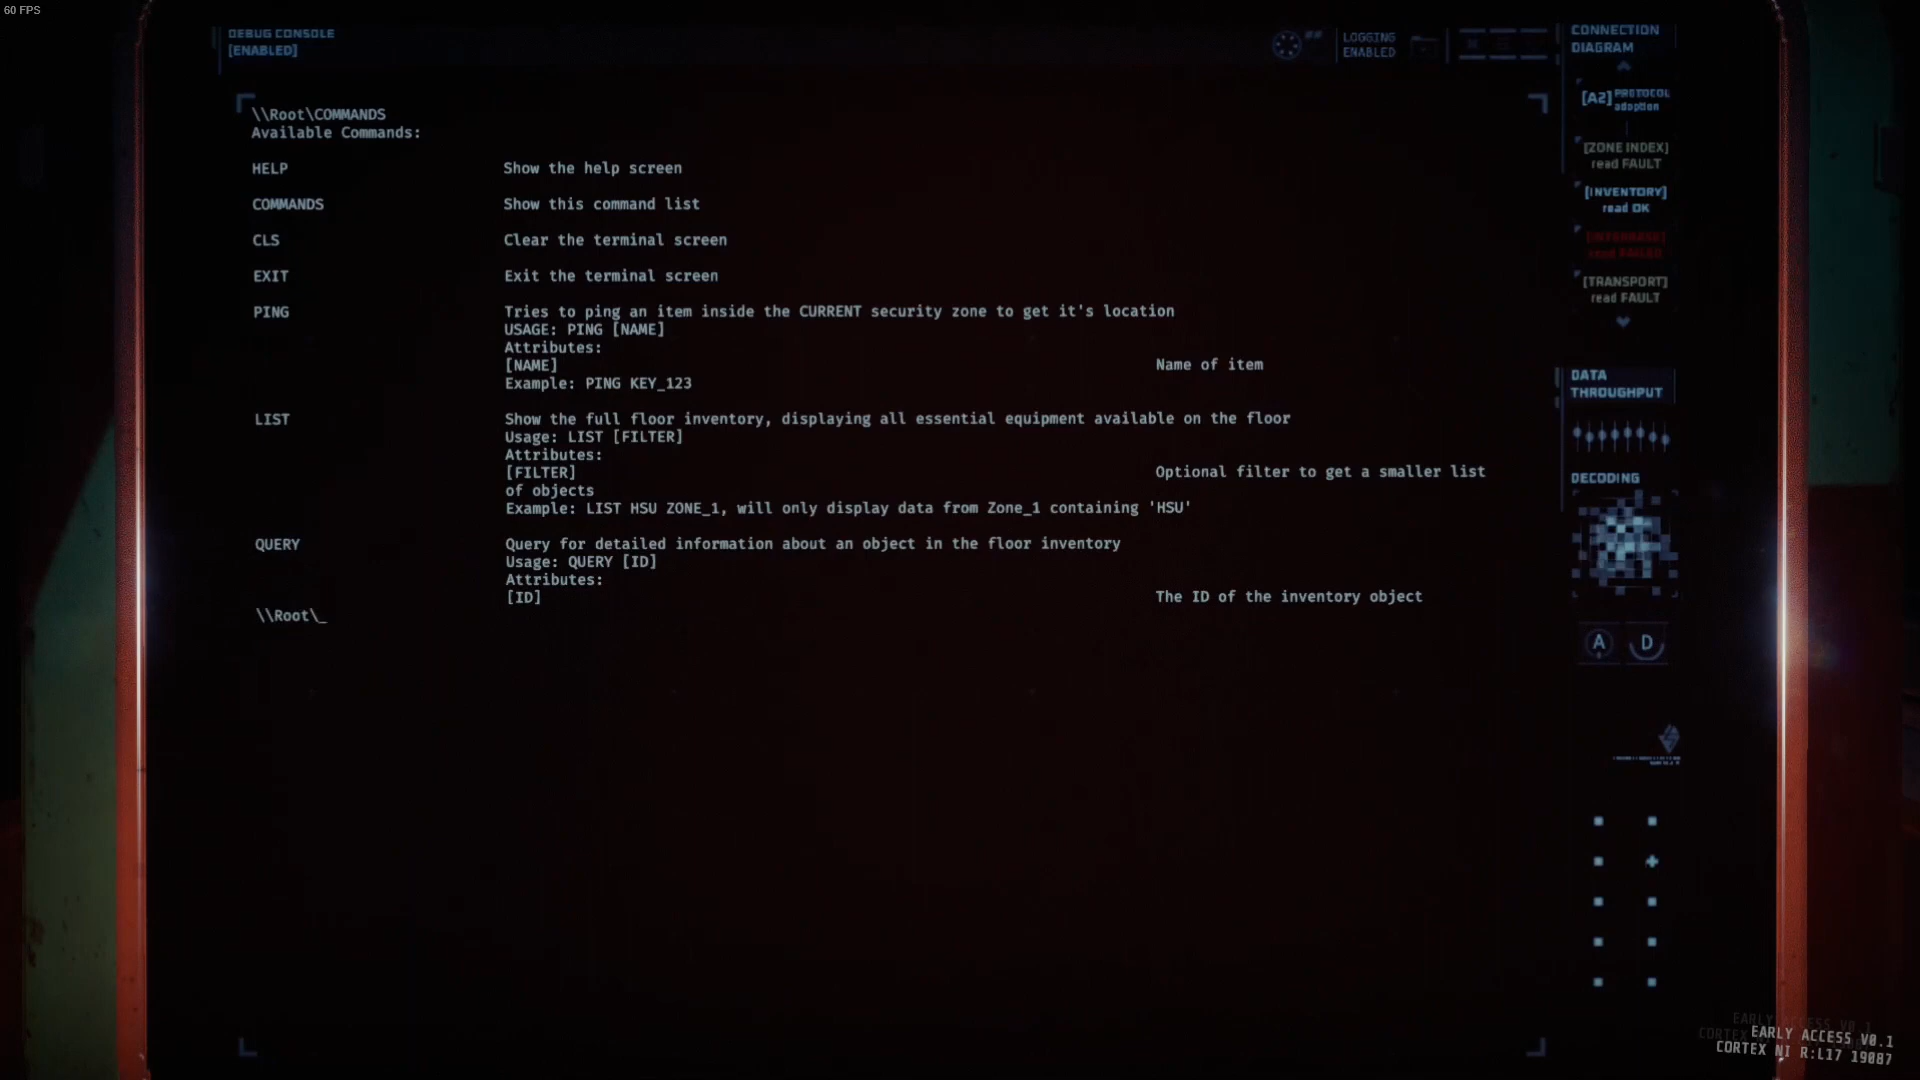 60 FPS
DEBUG CONSOLE
[ENABLED]
LOGGING
ENABLED
CONNECTION
DIAGRAM
[A2] PROTOCOL
adoption
[ZONE INDEX]
read FAULT
[INVENTORY]
read OK
read FAILED
[TRANSPORT]
read FAULT
DATA
THROUGHPUT
DECODING
A D
\\Root\COMMANDS
Available Commands:
HELP Show the help screen
COMMANDS Show this command list
CLS Clear the terminal screen
EXIT Exit the terminal screen
PING Tries to ping an item inside the CURRENT security zone to get it's location
USAGE: PING [NAME]
Attributes:
[NAME] Name of item
Example: PING KEY_123
LIST Show the full floor inventory, displaying all essential equipment available on the floor
Usage: LIST [FILTER]
Attributes:
[FILTER] Optional filter to get a smaller list
of objects
Example: LIST HSU ZONE_1, will only display data from Zone_1 containing 'HSU'
QUERY Query for detailed information about an object in the floor inventory
Usage: QUERY [ID]
Attributes:
[ID] The ID of the inventory object
\\Root\_
EARLY ACCESS V0.1
CORTEX NI R:L17 19087